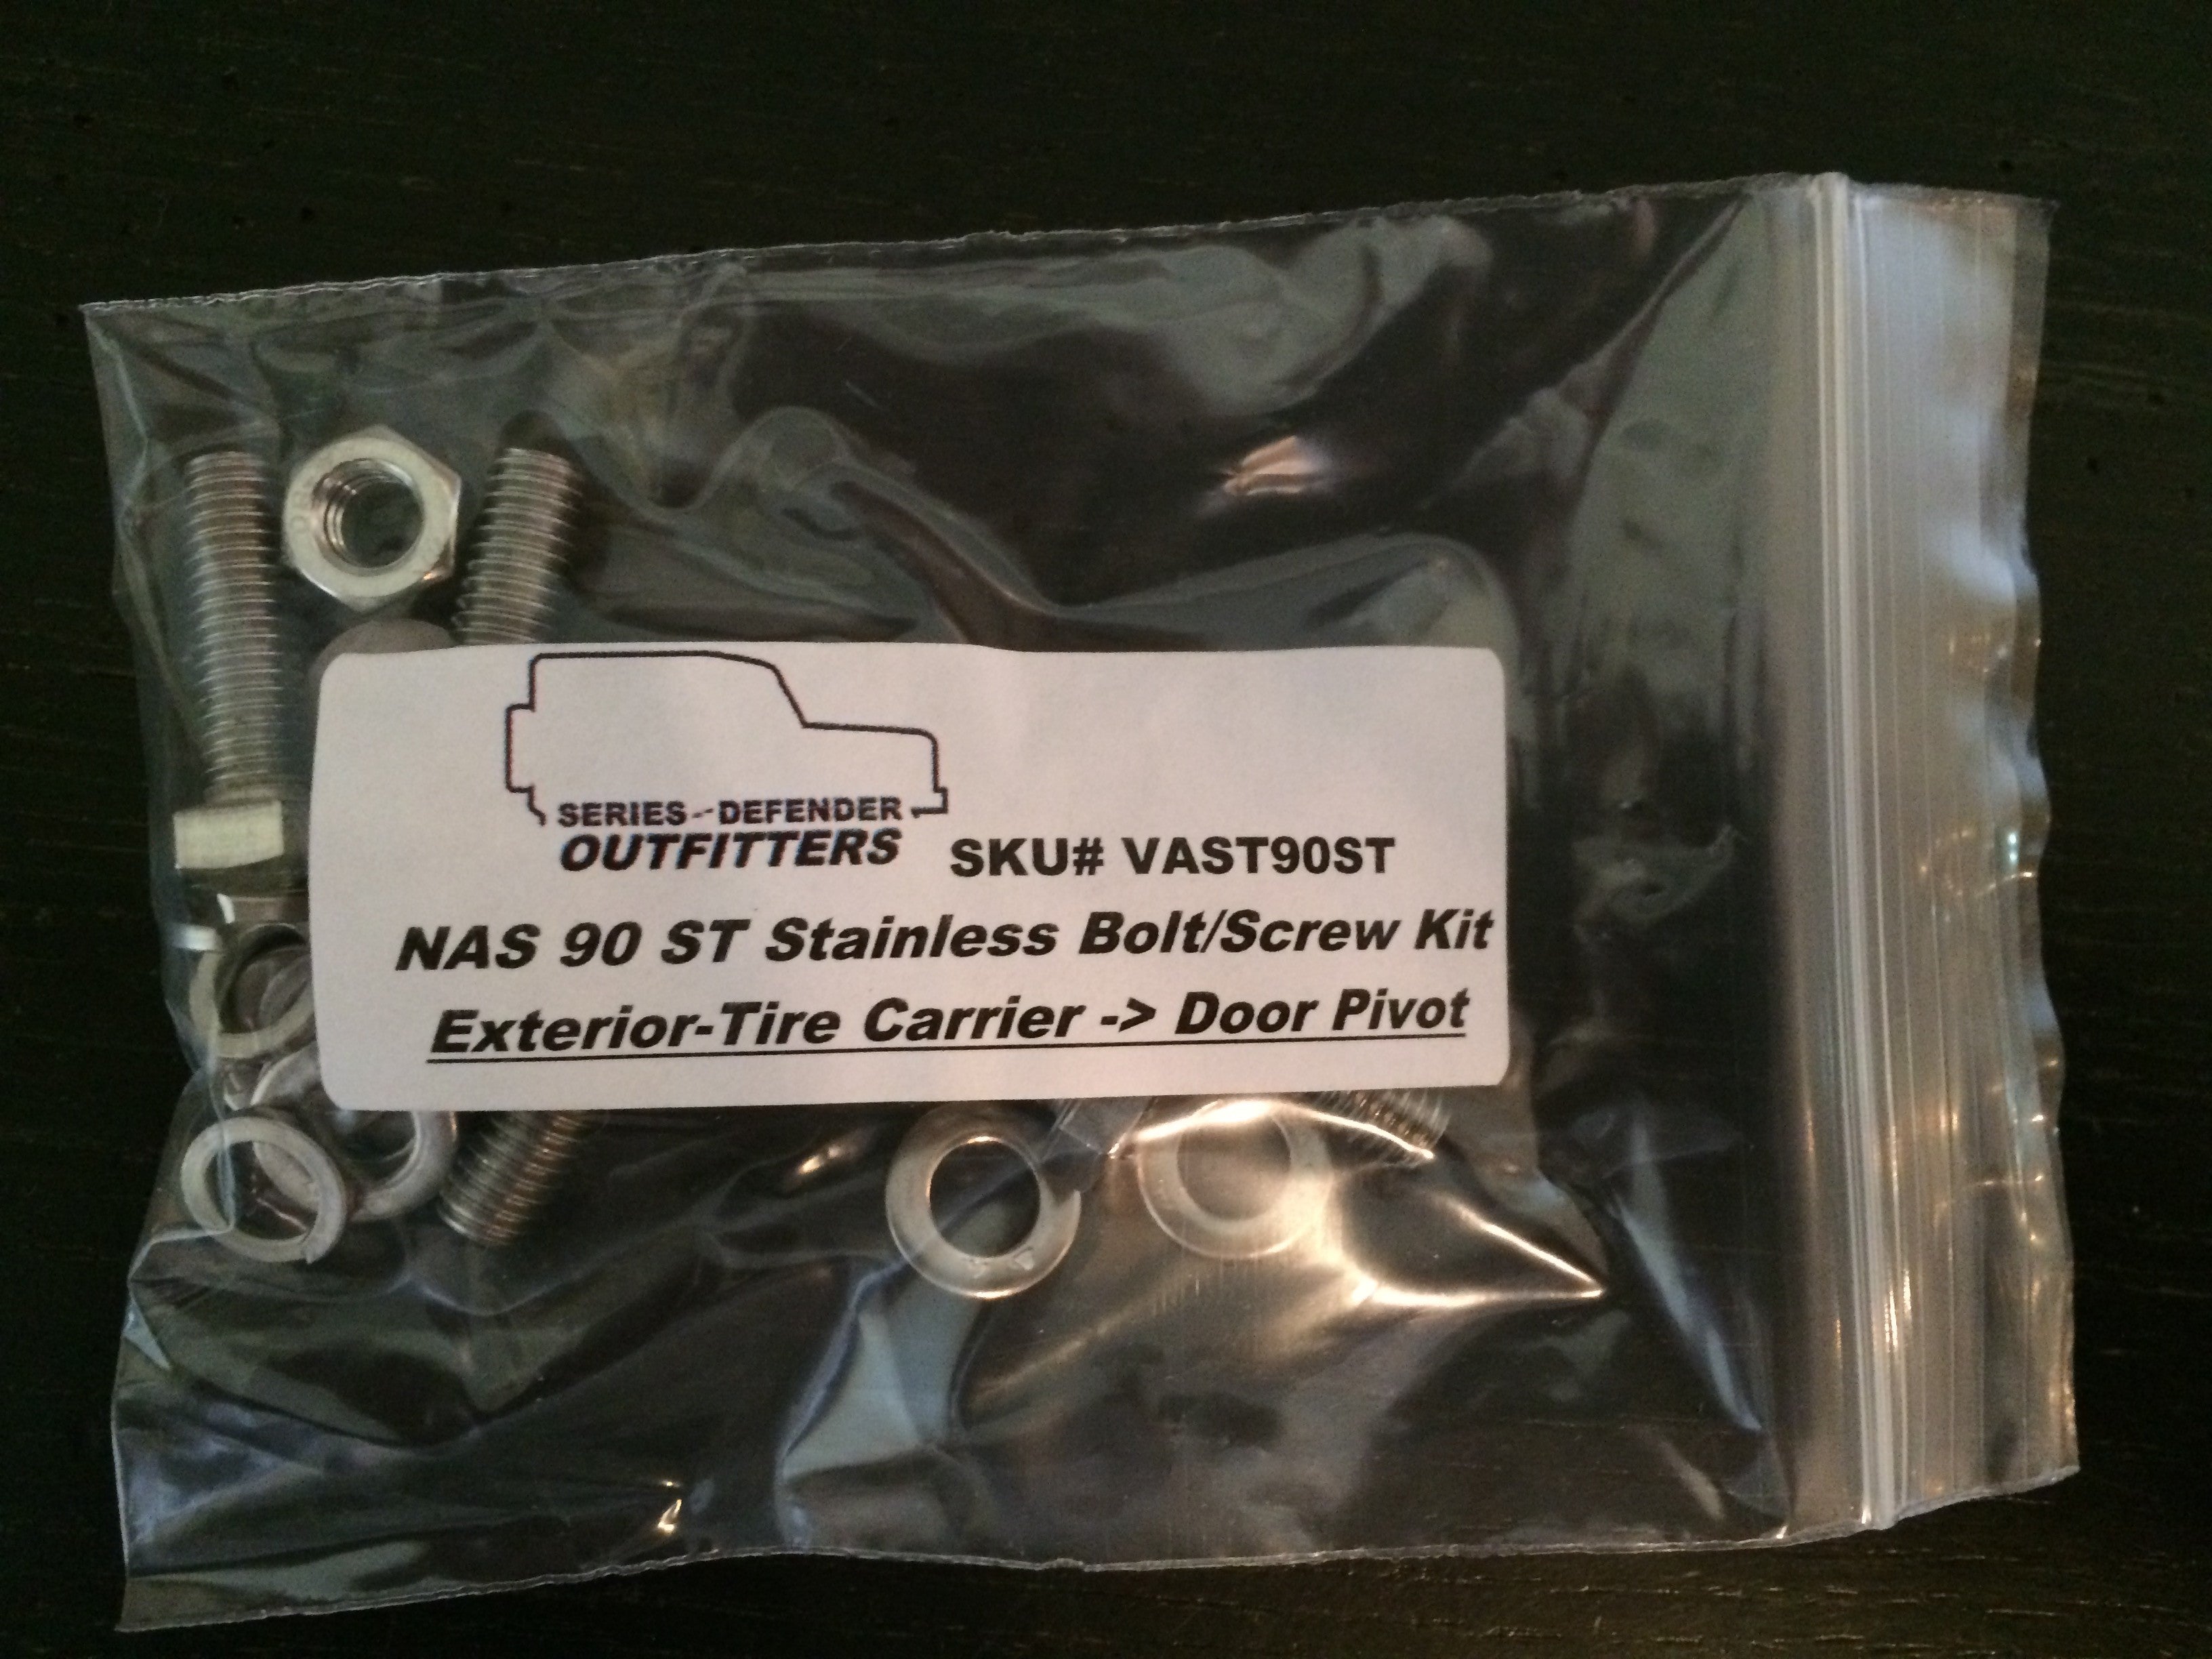 SERIES-DEFENDER
OUTFITTERS SKU# VAST90ST
NAS 90 ST Stainless Bolt/Screw Kit
Exterior-Tire Carrier -> Door Pivot